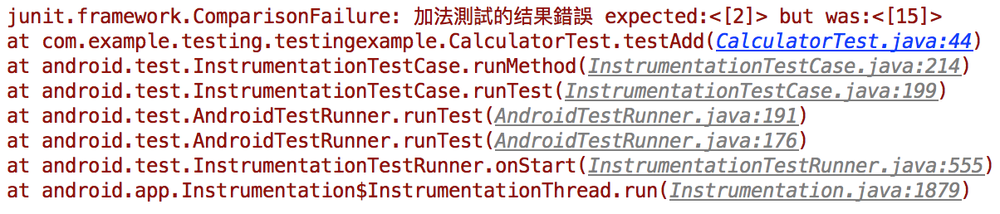 junit.framework.ComparisonFailure: 加法測試的结果錯誤 expected:<[2]> but was:<[15]>
at com.example.testing.testingexample.CalculatorTest.testAdd(CalculatorTest.java:44)
at android.test.InstrumentationTestCase.runMethod(InstrumentationTestCase.java:214)
at android.test.InstrumentationTestCase.runTest(InstrumentationTestCase.java:199)
at android.test.AndroidTestRunner.runTest(AndroidTestRunner.java:191)
at android.test.AndroidTestRunner.runTest(AndroidTestRunner.java:176)
at android.test.InstrumentationTestRunner.onStart(InstrumentationTestRunner.java:555)
at android.app.Instrumentation$InstrumentationThread.run(Instrumentation.java:1879)